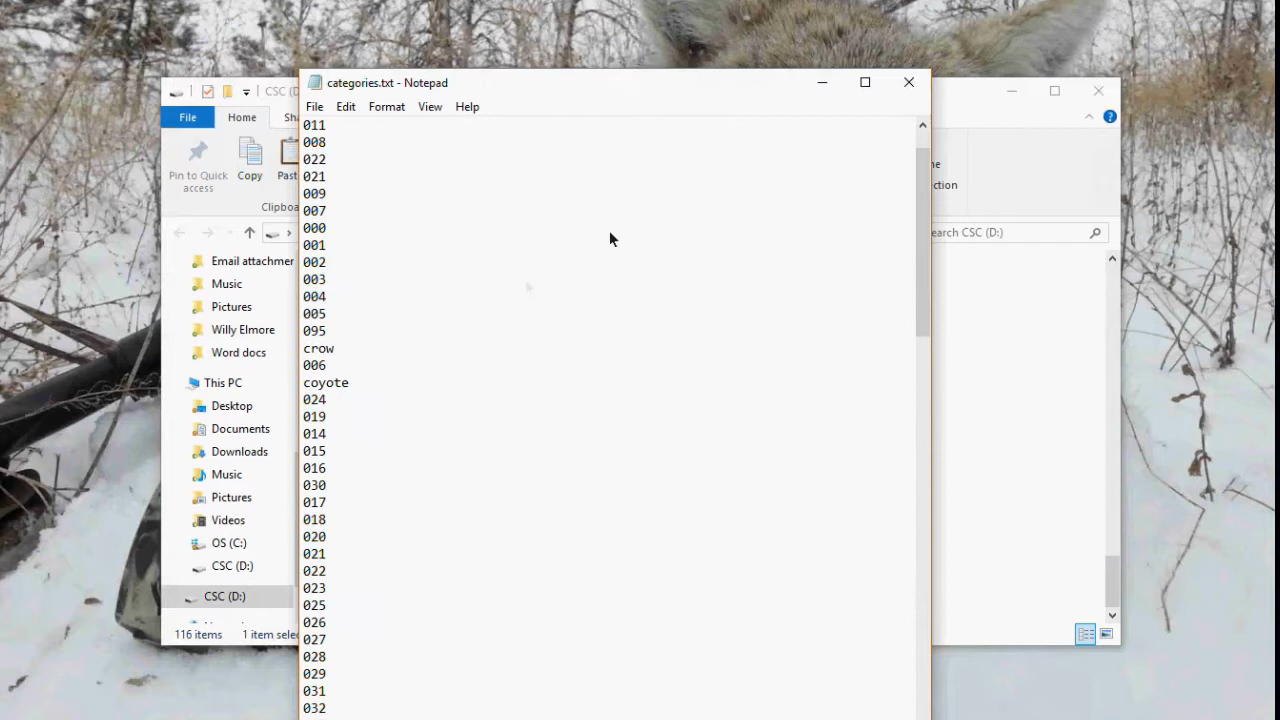 categories.txt - Notepad
File Edit Format View Help
011
008
022
021
009
007
000
001
002
003
004
005
095
crow
006
coyote
024
019
014
015
016
030
017
018
020
021
022
023
025
026
027
028
029
031
032
CSC (D:
File Home
Pin to Quick access
Copy
Clipboa
Email attachmer
Music
Pictures
Willy Elmore
Word docs
This PC
Desktop
Documents
Downloads
Music
Pictures
Videos
OS (C:)
CSC (D:)
CSC (D:)
116 items 1 item selec
earch CSC (D:)